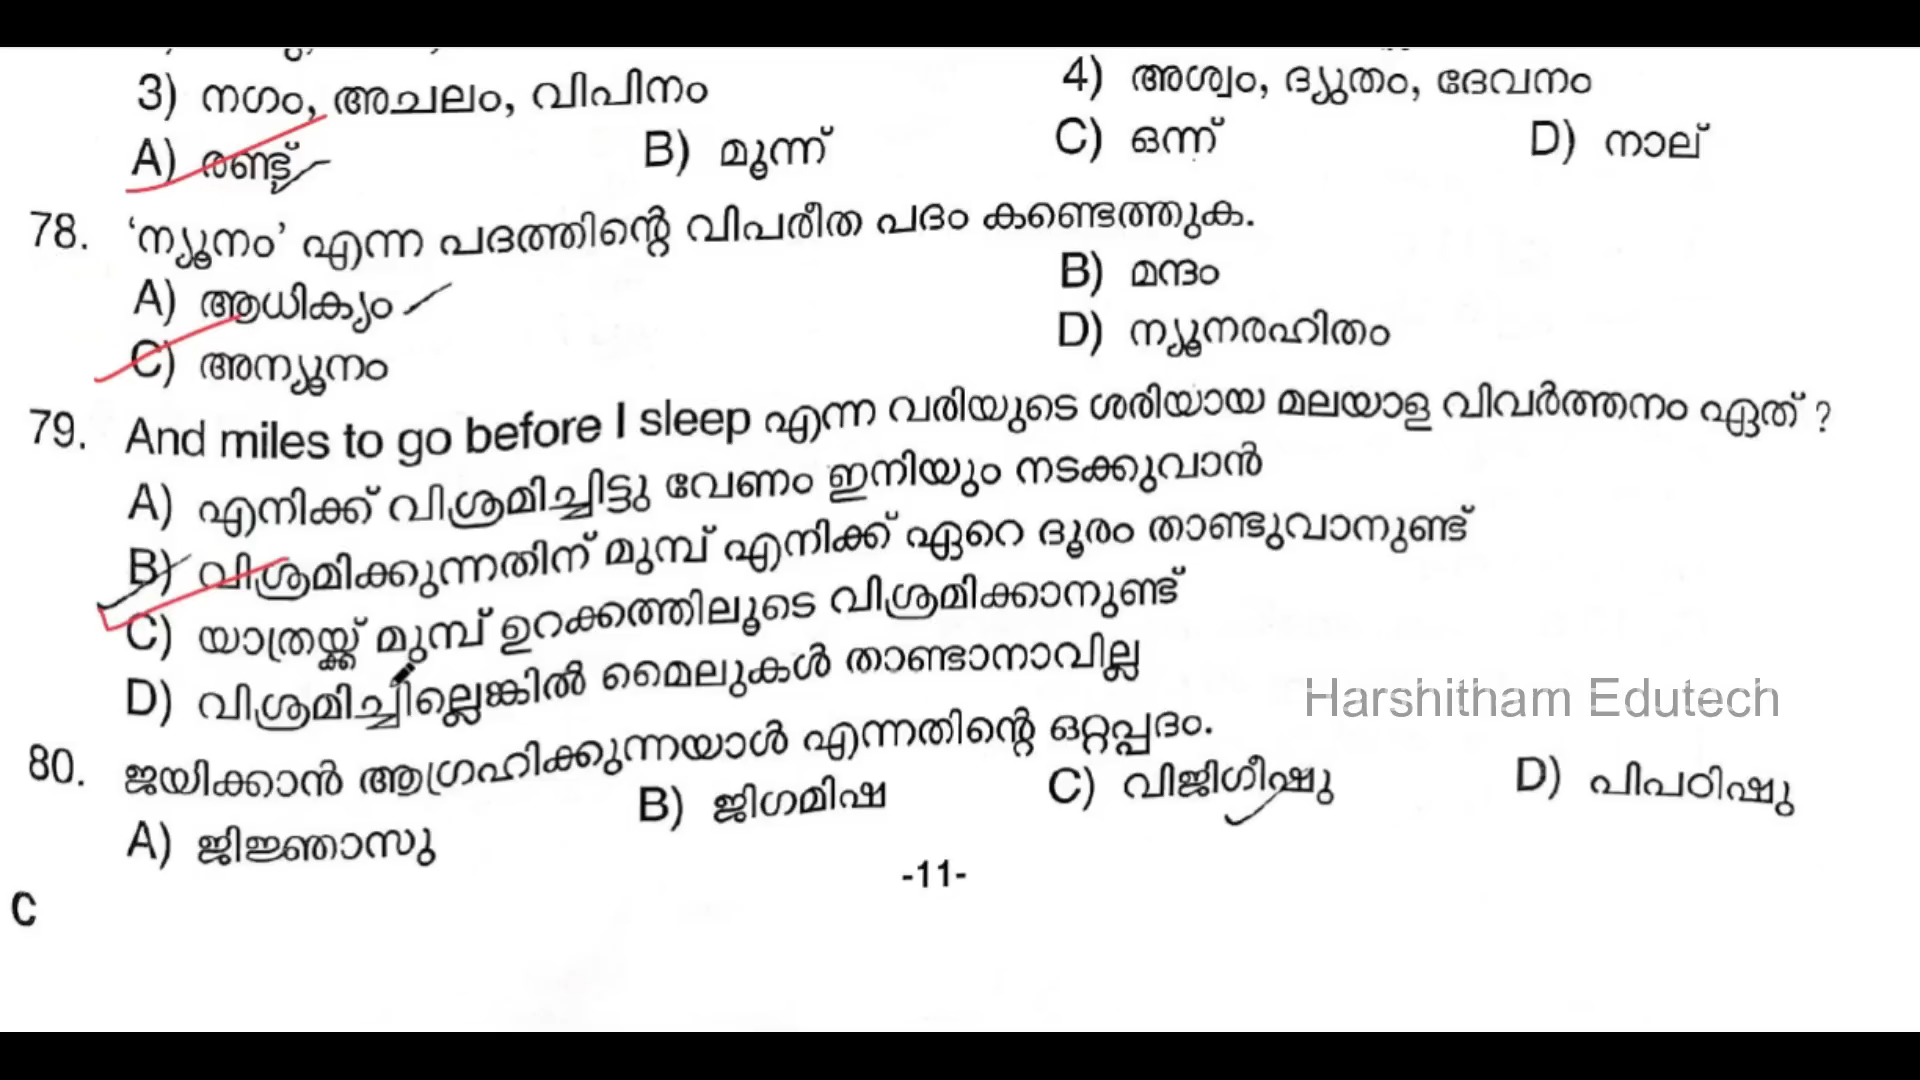 3) നഗം, അചലം, വിപിനം 4) അശ്വം, ദ്യുതം, ദേവനം
A) രണ്ട് B) മൂന്ന് C) ഒന്ന് D) നാല്
78. ‘ന്യൂനം’ എന്ന പദത്തിന്റെ വിപരീത പദം കണ്ടെത്തുക.
A) ആധിക്യം B) മന്ദം
C) അന്യൂനം D) ന്യൂനരഹിതം
79. And miles to go before I sleep എന്ന വരിയുടെ ശരിയായ മലയാള വിവർത്തനം ഏത് ?
A) എനിക്ക് വിശ്രമിച്ചിട്ടു വേണം ഇനിയും നടക്കുവാൻ
B) വിശ്രമിക്കുന്നതിന് മുമ്പ് എനിക്ക് ഏറെ ദൂരം താണ്ടുവാനുണ്ട്
C) യാത്രയ്ക്ക് മുമ്പ് ഉറക്കത്തിലൂടെ വിശ്രമിക്കാനുണ്ട്
D) വിശ്രമിച്ചില്ലെങ്കിൽ മൈലുകൾ താണ്ടാനാവില്ല
Harshitham Edutech
80. ജയിക്കാൻ ആഗ്രഹിക്കുന്നയാൾ എന്നതിന്റെ ഒറ്റപ്പദം.
A) ജിജ്ഞാസു B) ജിഗമിഷ C) വിജിഗീഷു D) പിപഠിഷു
-11-
C